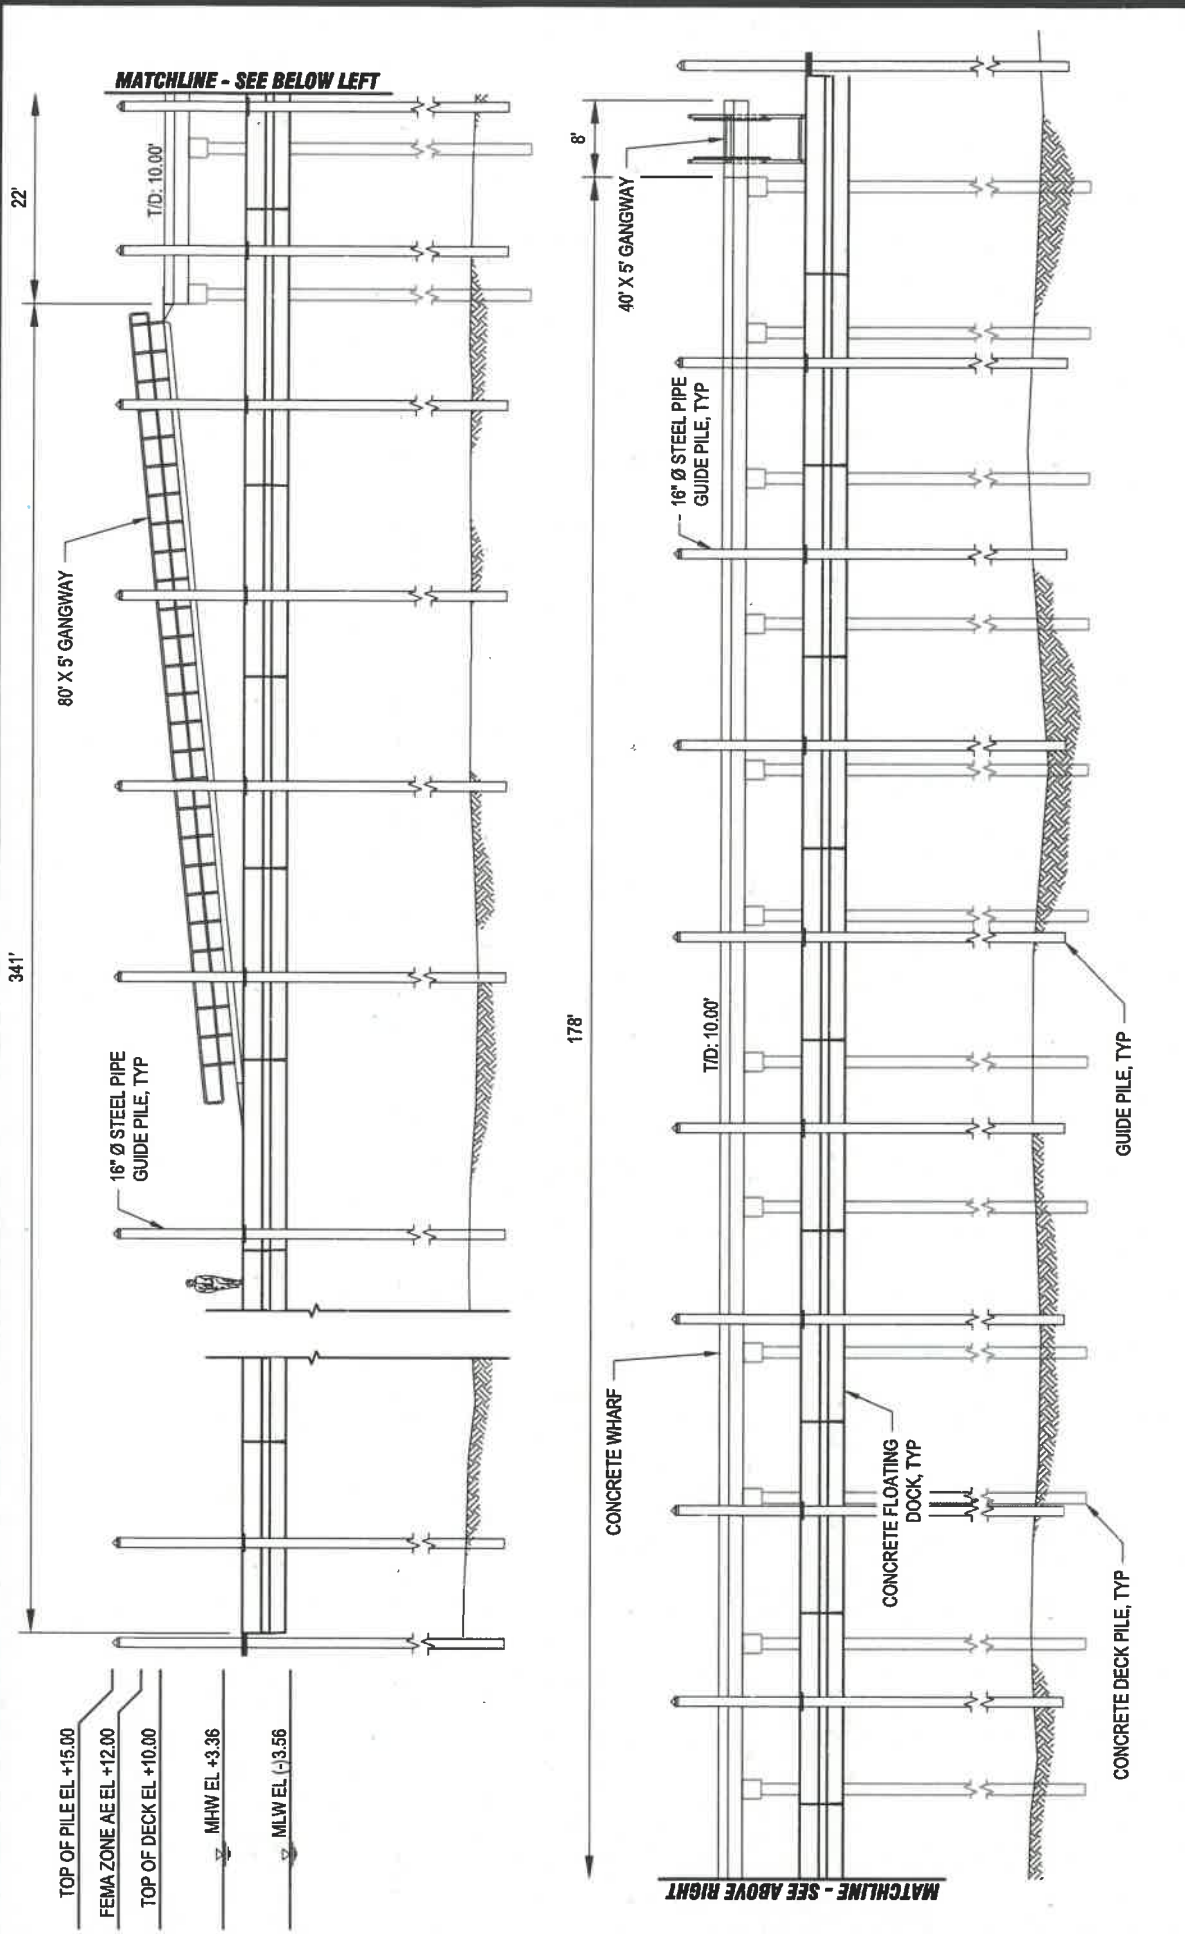 TOP OF PILE EL +15.00
FEMA ZONE AE EL +12.00
TOP OF DECK EL +10.00
MHW EL +3.36
MLW EL (-)3.56
341'
22'
16" Ø STEEL PIPE
GUIDE PILE, TYP
80' X 5' GANGWAY
T/D: 10.00'
MATCHLINE - SEE BELOW LEFT
MATCHLINE - SEE ABOVE RIGHT
178'
8'
CONCRETE WHARF
T/D: 10.00'
16" Ø STEEL PIPE
GUIDE PILE, TYP
40' X 5' GANGWAY
CONCRETE FLOATING
DOCK, TYP
CONCRETE DECK PILE, TYP
GUIDE PILE, TYP